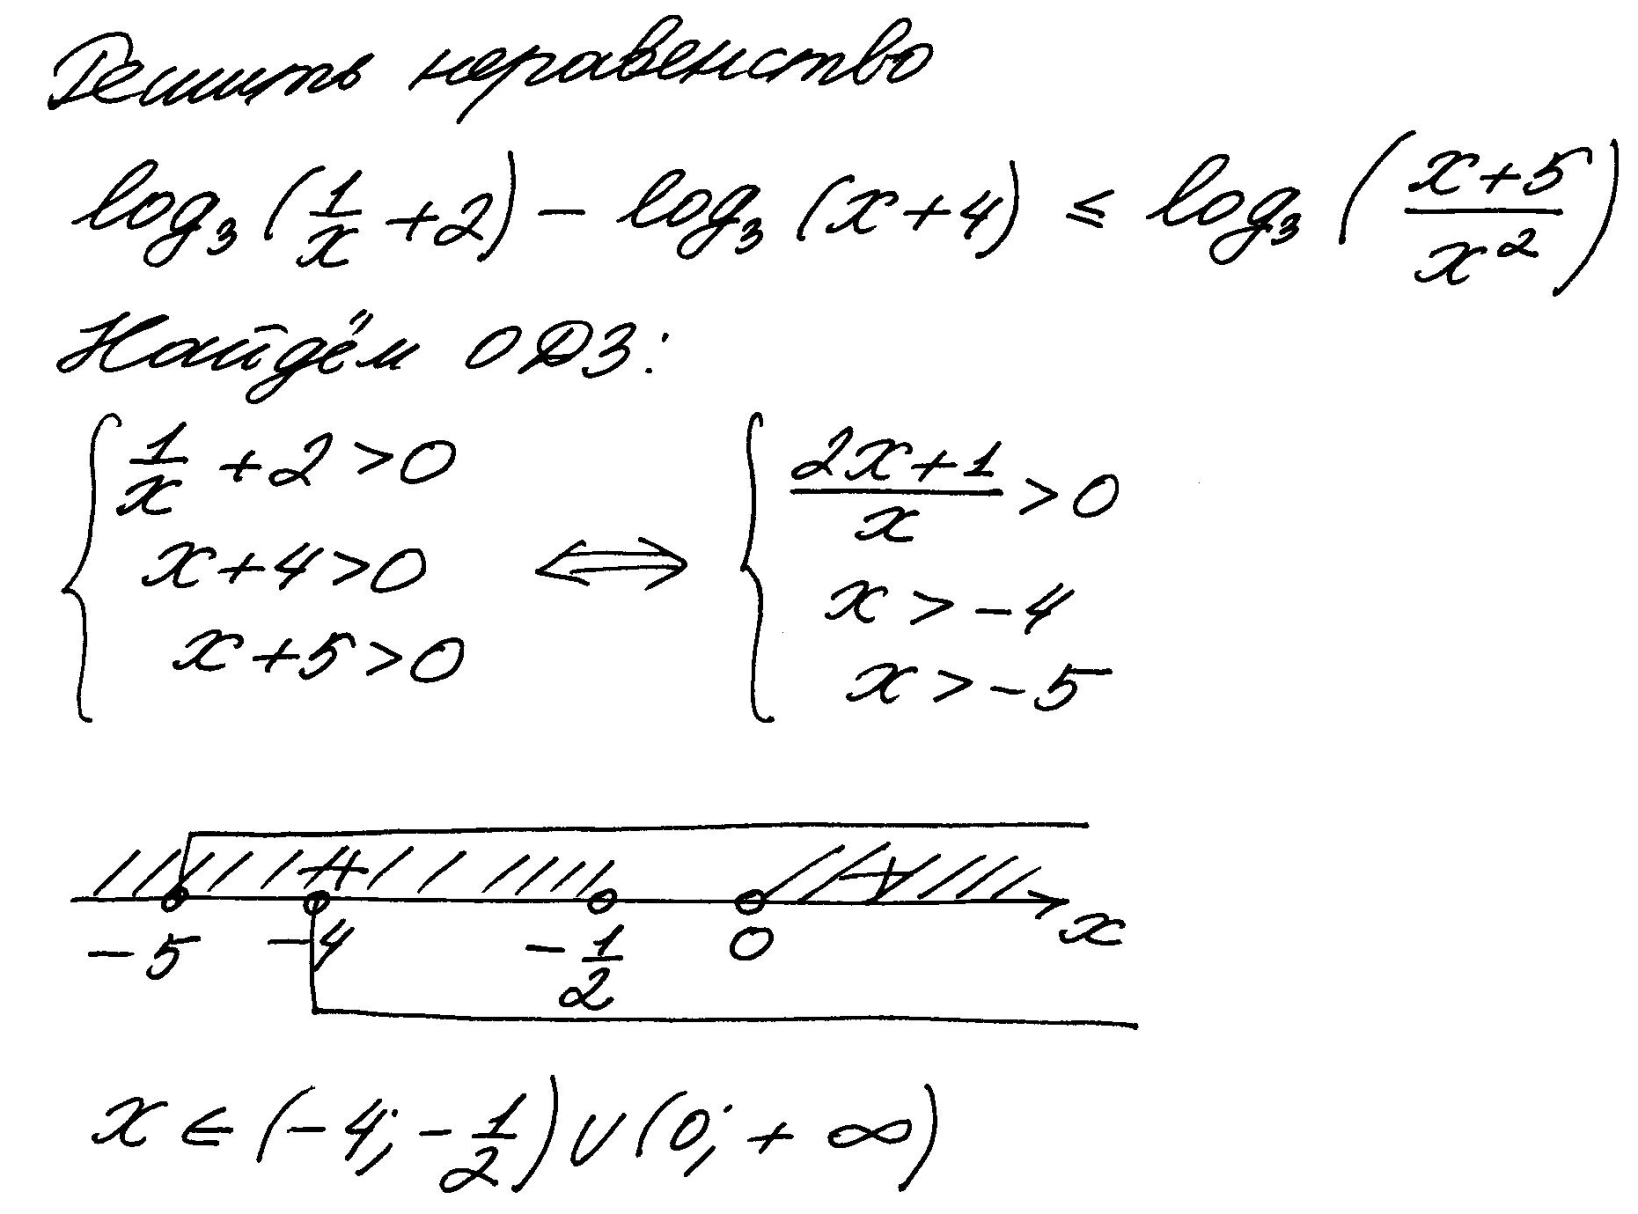 Решить неравенство
log₃(1/x + 2) - log₃(x+4) ≤ log₃((x+5)/x²)
Найдём ОДЗ:
{ 1/x + 2 > 0 ⟺ { (2x+1)/x > 0
x+4>0 x > -4
x+5>0 x > -5
+ +
-5 -4 -1/2 0 x
x ∈ (-4; -1/2) ∪ (0; +∞)